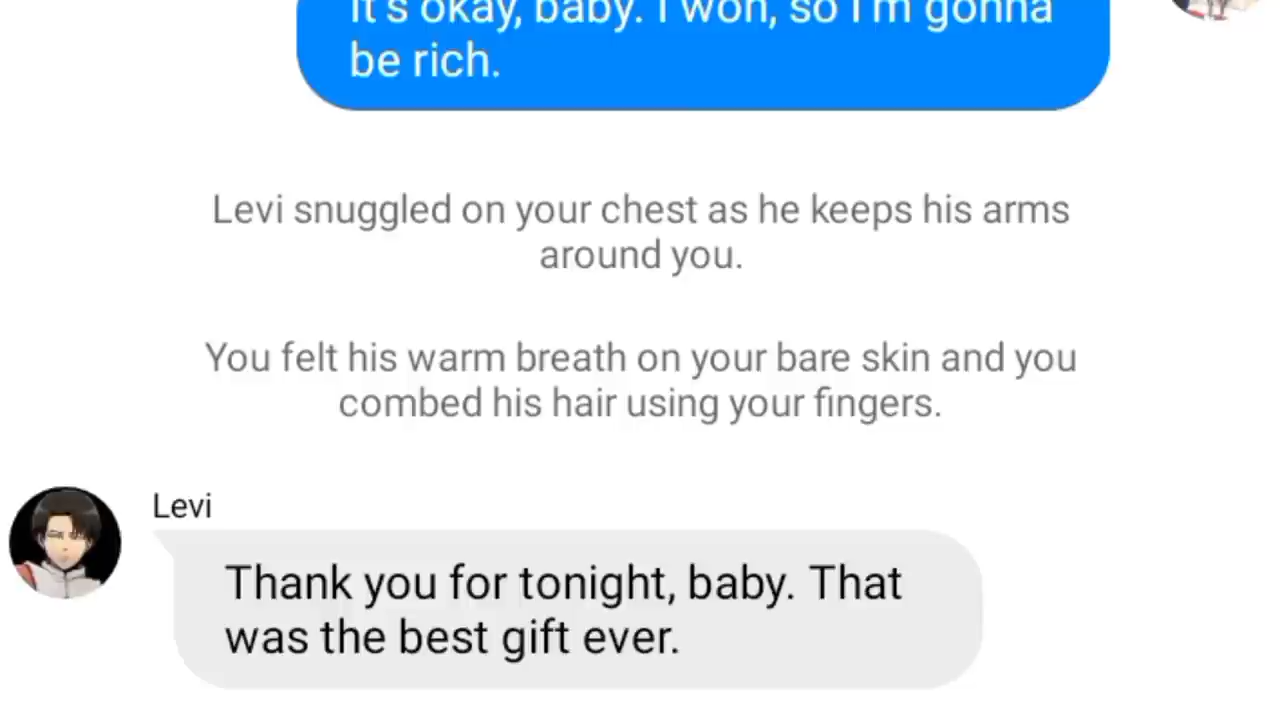 It's okay, baby. I won, so I'm gonna
be rich.
Levi snuggled on your chest as he keeps his arms
around you.
You felt his warm breath on your bare skin and you
combed his hair using your fingers.
Levi
Thank you for tonight, baby. That
was the best gift ever.